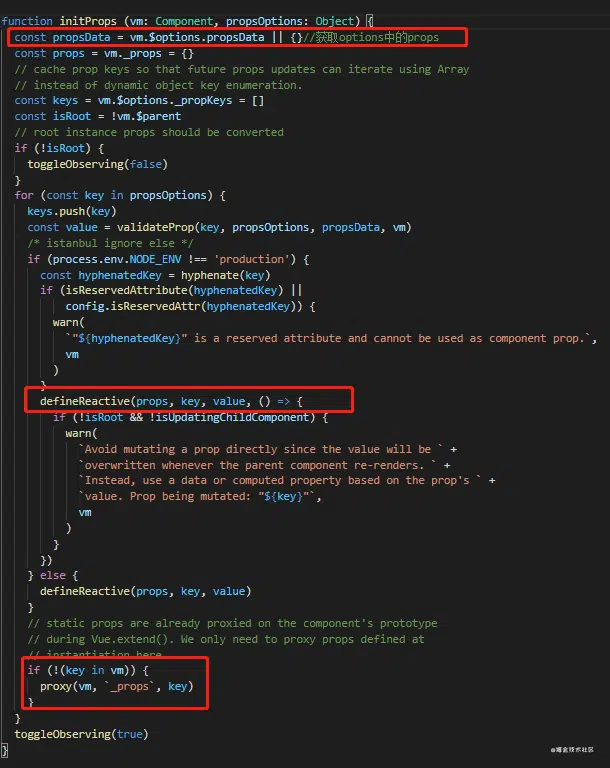 function initProps (vm: Component, propsOptions: Object) {
  const propsData = vm.$options.propsData || {}//获取options中的props
  const props = vm._props = {}
  // cache prop keys so that future props updates can iterate using Array
  // instead of dynamic object key enumeration.
  const keys = vm.$options._propKeys = []
  const isRoot = !vm.$parent
  // root instance props should be converted
  if (!isRoot) {
    toggleObserving(false)
  }
  for (const key in propsOptions) {
    keys.push(key)
    const value = validateProp(key, propsOptions, propsData, vm)
    /* istanbul ignore else */
    if (process.env.NODE_ENV !== 'production') {
      const hyphenatedKey = hyphenate(key)
      if (isReservedAttribute(hyphenatedKey) ||
          config.isReservedAttr(hyphenatedKey)) {
        warn(
          `"${hyphenatedKey}" is a reserved attribute and cannot be used as component prop.`,
          vm
        )
      }
      defineReactive(props, key, value, () => {
        if (!isRoot && !isUpdatingChildComponent) {
          warn(
            `Avoid mutating a prop directly since the value will be ` +
            `overwritten whenever the parent component re-renders. ` +
            `Instead, use a data or computed property based on the prop's ` +
            `value. Prop being mutated: "${key}"`,
            vm
          )
        }
      })
    } else {
      defineReactive(props, key, value)
    }
    // static props are already proxied on the component's prototype
    // during Vue.extend(). We only need to proxy props defined at
    // instantiation here.
    if (!(key in vm)) {
      proxy(vm, `_props`, key)
    }
  }
  toggleObserving(true)
}
@掘金技术社区